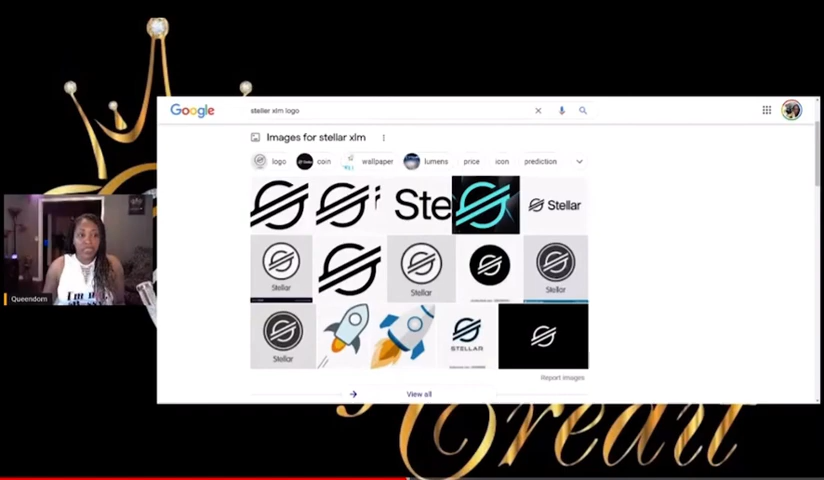 Google
steller xlm logo
Images for stellar xlm
logo
coin
wallpaper
lumens
price
icon
prediction
Stel
Stellar
Stellar
Stellar
Stellar
Stellar
STELLAR
Report images
View all
Queendom
I'm
Credit